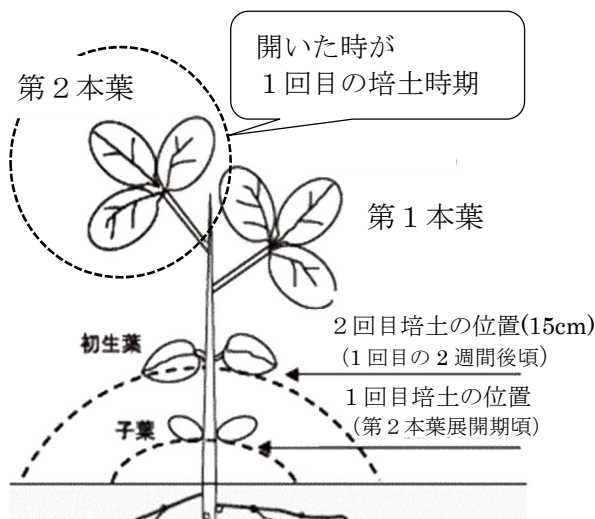 開いた時が
1回目の培土時期
第2本葉
第1本葉
初生葉
2回目培土の位置(15cm)
(1回目の2週間後頃)
1回目培土の位置
(第2本葉展開期頃)
子葉